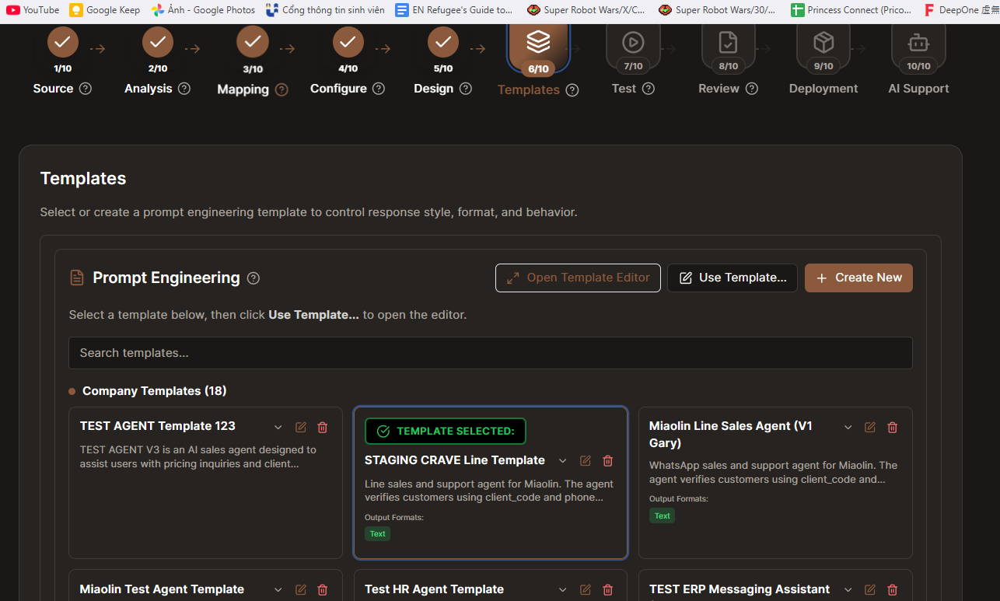 YouTube Google Keep Ảnh - Google Photos Cổng thông tin sinh viên EN Refugee's Guide to... Super Robot Wars/X/C... Super Robot Wars/30/... Princess Connect (Prico... DeepOne 虚無
1/10 2/10 3/10 4/10 5/10 6/10 7/10 8/10 9/10 10/10
Source Analysis Mapping Configure Design Templates Test Review Deployment AI Support
Templates
Select or create a prompt engineering template to control response style, format, and behavior.
Prompt Engineering Open Template Editor Use Template... + Create New
Select a template below, then click Use Template... to open the editor.
Search templates...
Company Templates (18)
TEST AGENT Template 123
TEST AGENT V3 is an AI sales agent designed to
assist users with pricing inquiries and client...
TEMPLATE SELECTED:
STAGING CRAVE Line Template
Line sales and support agent for Miaolin. The agent
verifies customers using client_code and phone...
Output Formats:
Text
Miaolin Line Sales Agent (V1
Gary)
WhatsApp sales and support agent for Miaolin. The
agent verifies customers using client_code and...
Output Formats:
Text
Miaolin Test Agent Template
Test HR Agent Template
TEST ERP Messaging Assistant